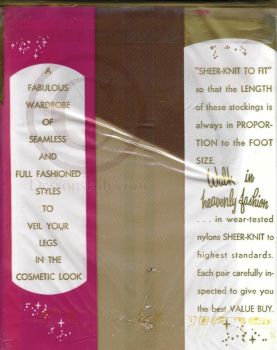 A
FABULOUS
WARDROBE
OF
SEAMLESS
AND
FULL FASHIONED
STYLES
TO
VEIL YOUR
LEGS
IN THE
COSMETIC LOOK
"SHEER-KNIT TO FIT"
so that the LENGTH
of these stockings is
always in PROPOR-
TION to the FOOT
SIZE.
Walk in
heavenly fashion
. . . in wear-tested
nylons SHEER-KNIT to
highest standards.
Each pair carefully in-
spected to give you
the best VALUE BUY.